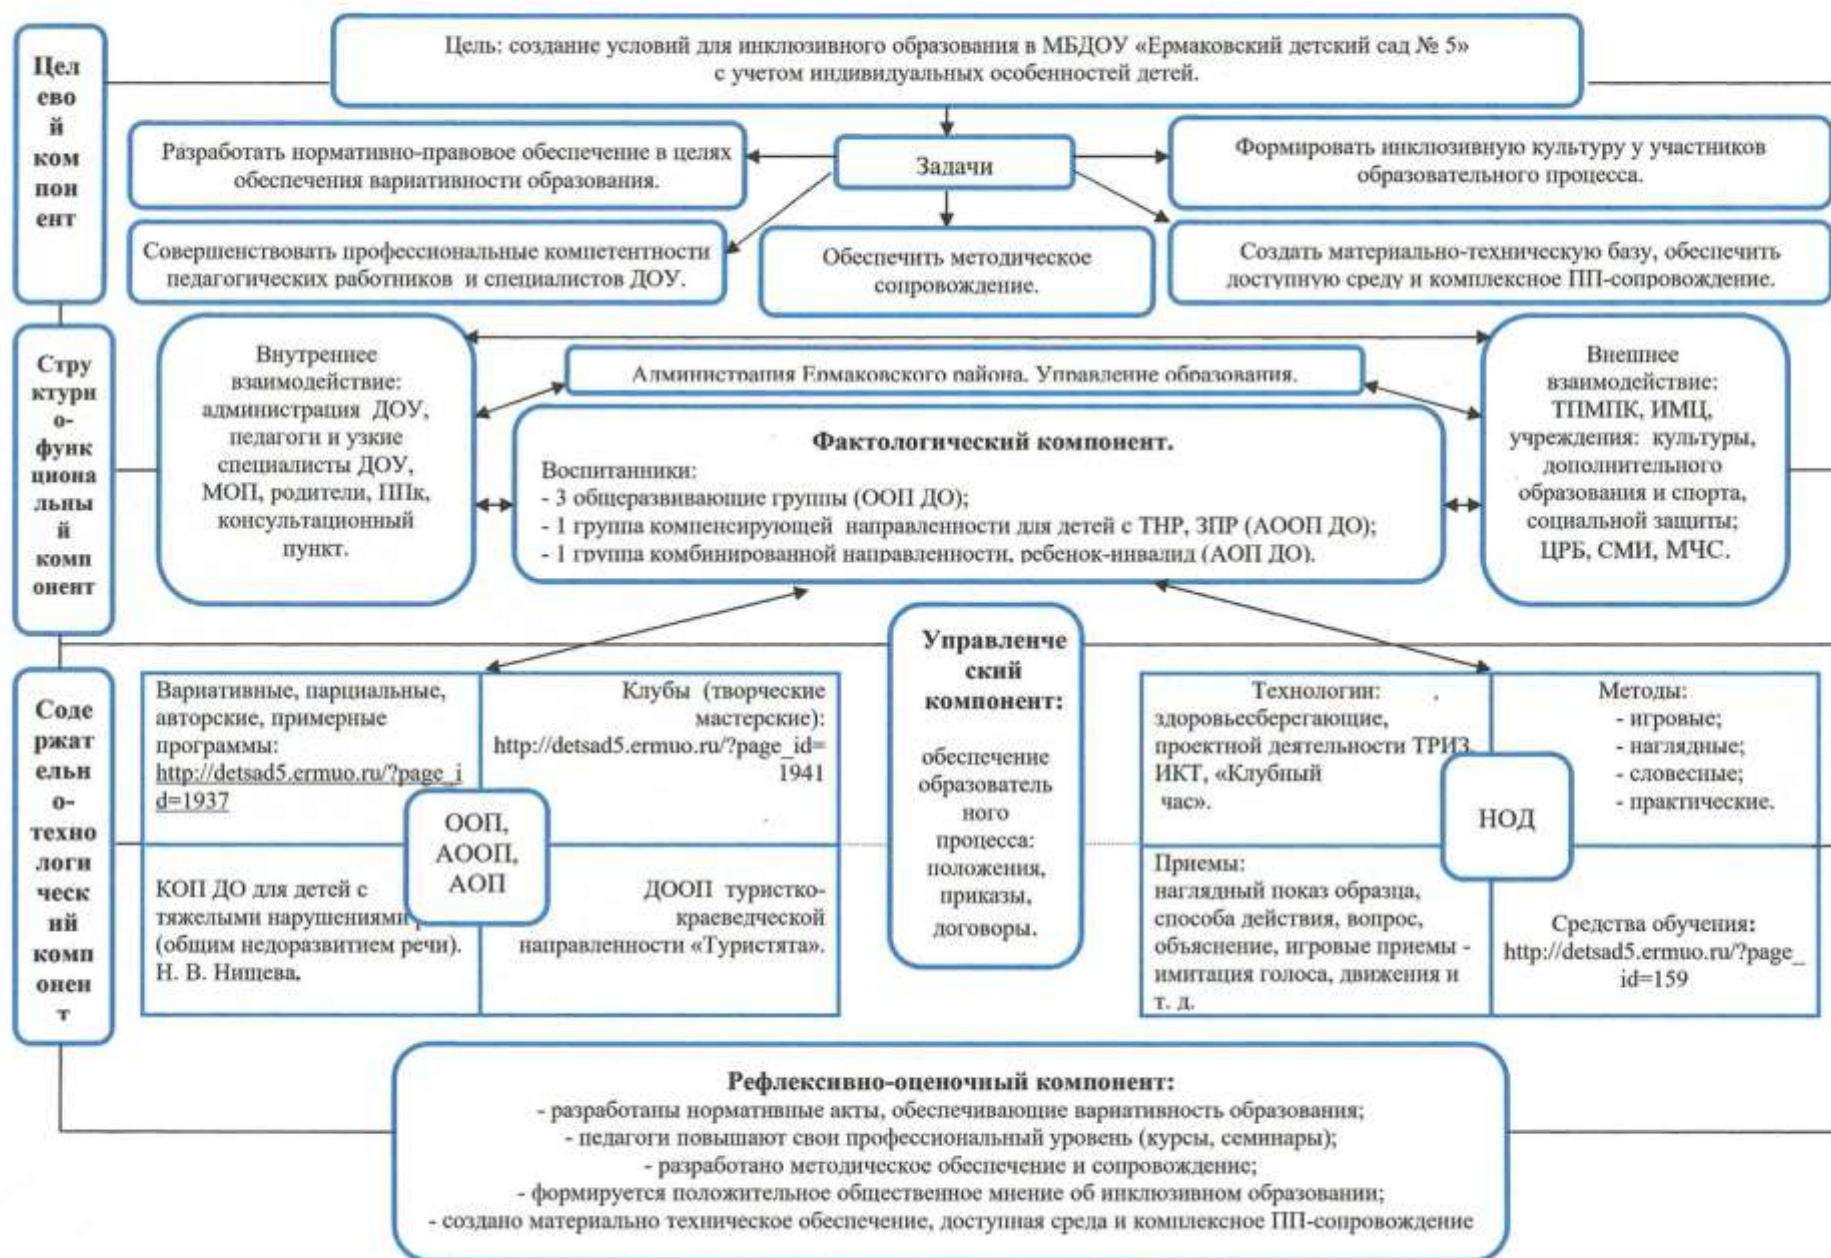 Цел
ево
й
ком
пон
ент
Цель: создание условий для инклюзивного образования в МБДОУ «Ермаковский детский сад № 5»
с учетом индивидуальных особенностей детей.
Задачи
Разработать нормативно-правовое обеспечение в целях
обеспечения вариативности образования.
Формировать инклюзивную культуру у участников
образовательного процесса.
Совершенствовать профессиональные компетентности
педагогических работников и специалистов ДОУ.
Обеспечить методическое
сопровождение.
Создать материально-техническую базу, обеспечить
доступную среду и комплексное ПП-сопровождение.
Стру
ктурн
о-
функ
циона
льны
й
комп
онент
Внутреннее
взаимодействие:
администрация ДОУ,
педагоги и узкие
специалисты ДОУ,
МОП, родители, ППк,
консультационный
пункт.
Администрация Ермаковского района. Управление образования.
Фактологический компонент.
Воспитанники:
- 3 общеразвивающие группы (ООП ДО);
- 1 группа компенсирующей направленности для детей с ТНР, ЗПР (АООП ДО);
- 1 группа комбинированной направленности, ребенок-инвалид (АОП ДО).
Внешнее
взаимодействие:
ТПМПК, ИМЦ,
учреждения: культуры,
дополнительного
образования и спорта,
социальной защиты;
ЦРБ, СМИ, МЧС.
Соде
ржат
ельн
о-
техно
логи
ческ
ий
комп
онен
т
Вариативные, парциальные,
авторские, примерные
программы:
http://detsad5.ermuo.ru/?page_i
d=1937
Клубы (творческие
мастерские):
http://detsad5.ermuo.ru/?page_id=
1941
ООП,
АООП,
АОП
КОП ДО для детей с
тяжелыми нарушениями
(общим недоразвитием речи).
Н. В. Нищева.
ДООП туристко-
краеведческой
направленности «Туристята».
Управленче
ский
компонент:
обеспечение
образователь
ного
процесса:
положения,
приказы,
договоры.
Технологии:
здоровьесберегающие,
проектной деятельности ТРИЗ,
ИКТ, «Клубный
час».
Методы:
- игровые;
- наглядные;
- словесные;
- практические.
НОД
Приемы:
наглядный показ образца,
способа действия, вопрос,
объяснение, игровые приемы -
имитация голоса, движения и
т. д.
Средства обучения:
http://detsad5.ermuo.ru/?page_
id=159
Рефлексивно-оценочный компонент:
- разработаны нормативные акты, обеспечивающие вариативность образования;
- педагоги повышают свои профессиональный уровень (курсы, семинары);
- разработано методическое обеспечение и сопровождение;
- формируется положительное общественное мнение об инклюзивном образовании;
- создано материально техническое обеспечение, доступная среда и комплексное ПП-сопровождение